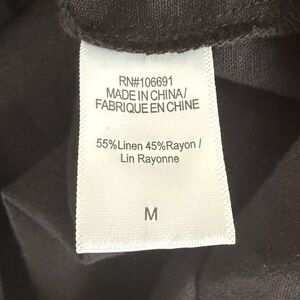 RN#106691
MADE IN CHINA/
FABRIQUE EN CHINE
55%Linen 45%Rayon/
Lin Rayonne
M